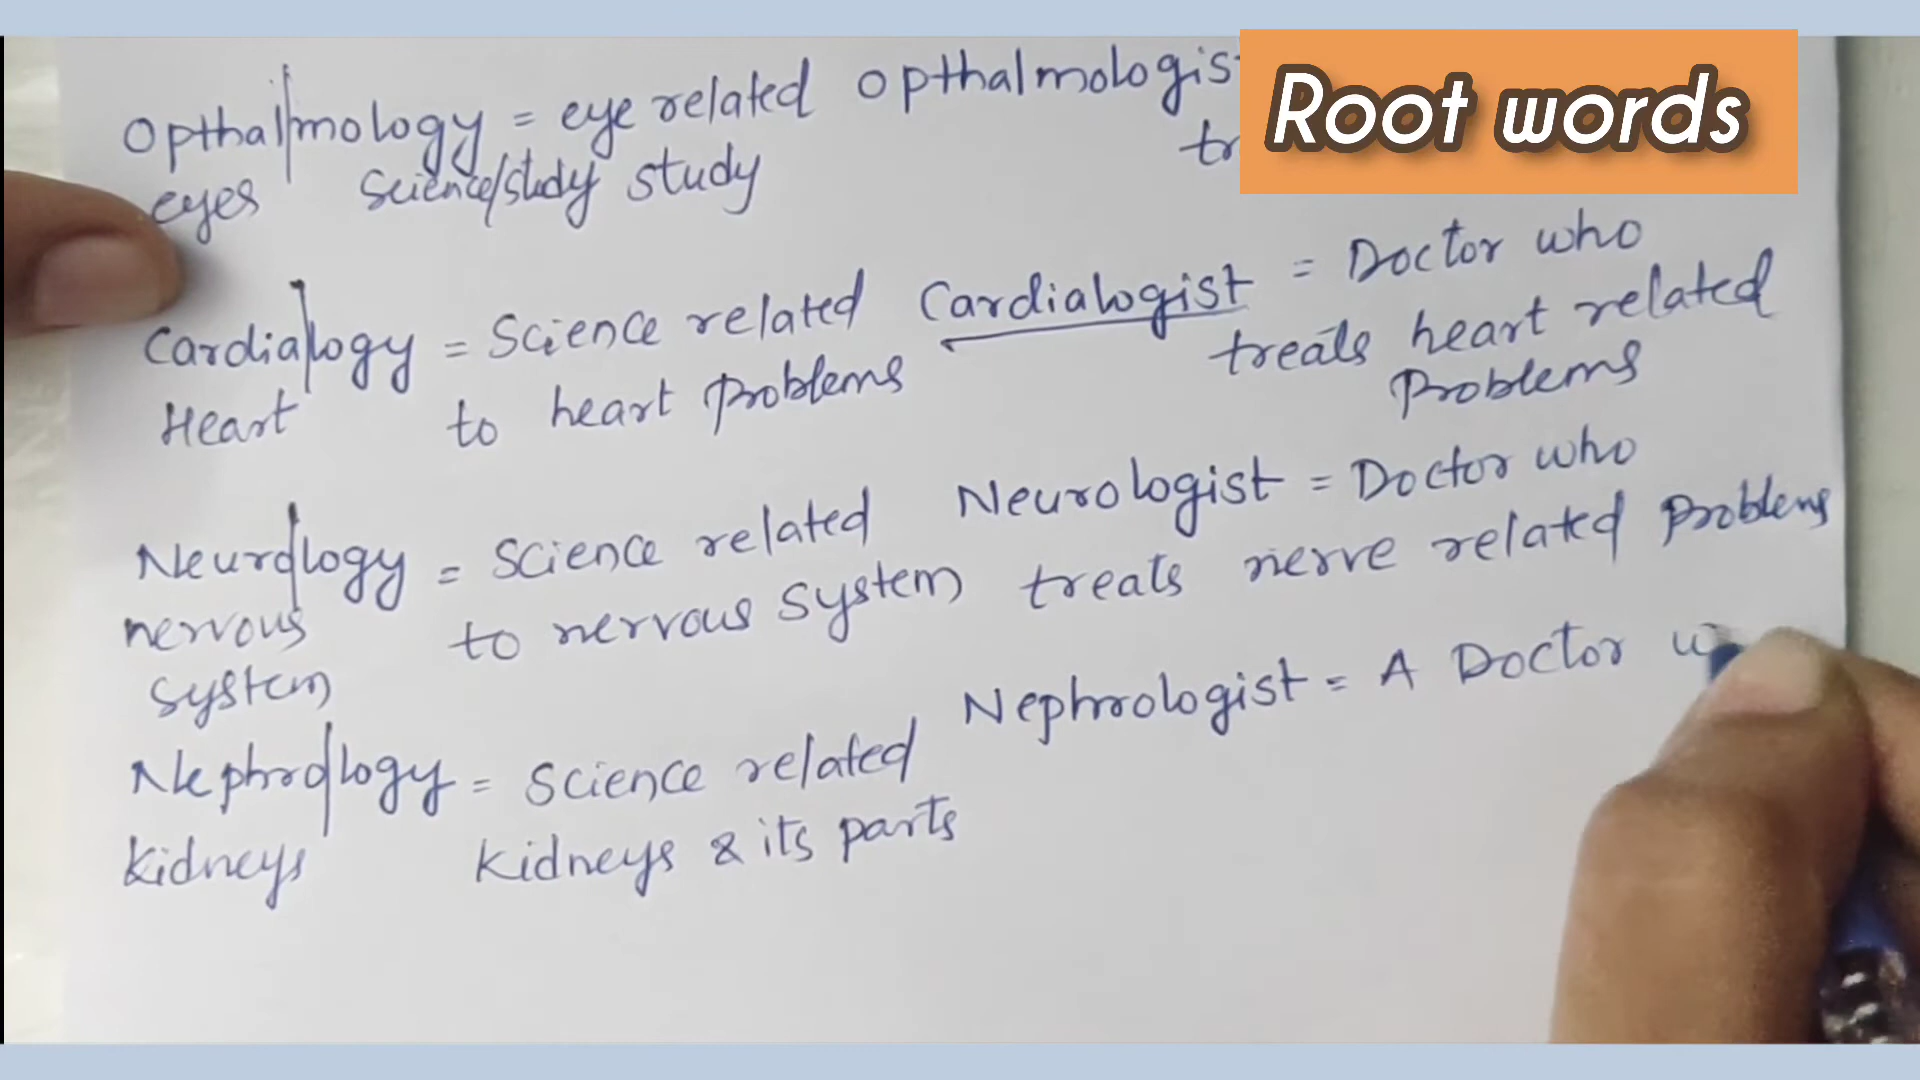 Root words
Opthalmology = eye related opthalmologist
eyes science/study study
Cardialogy = Science related Cardialogist = Doctor who
Heart to heart problems treats heart related
Problems
Neurology = Science related Neurologist = Doctor who
nervous to nervous system treats nerve related problems
system
Nephrology = Science related Nephrologist = A Doctor
kidneys kidneys & its parts